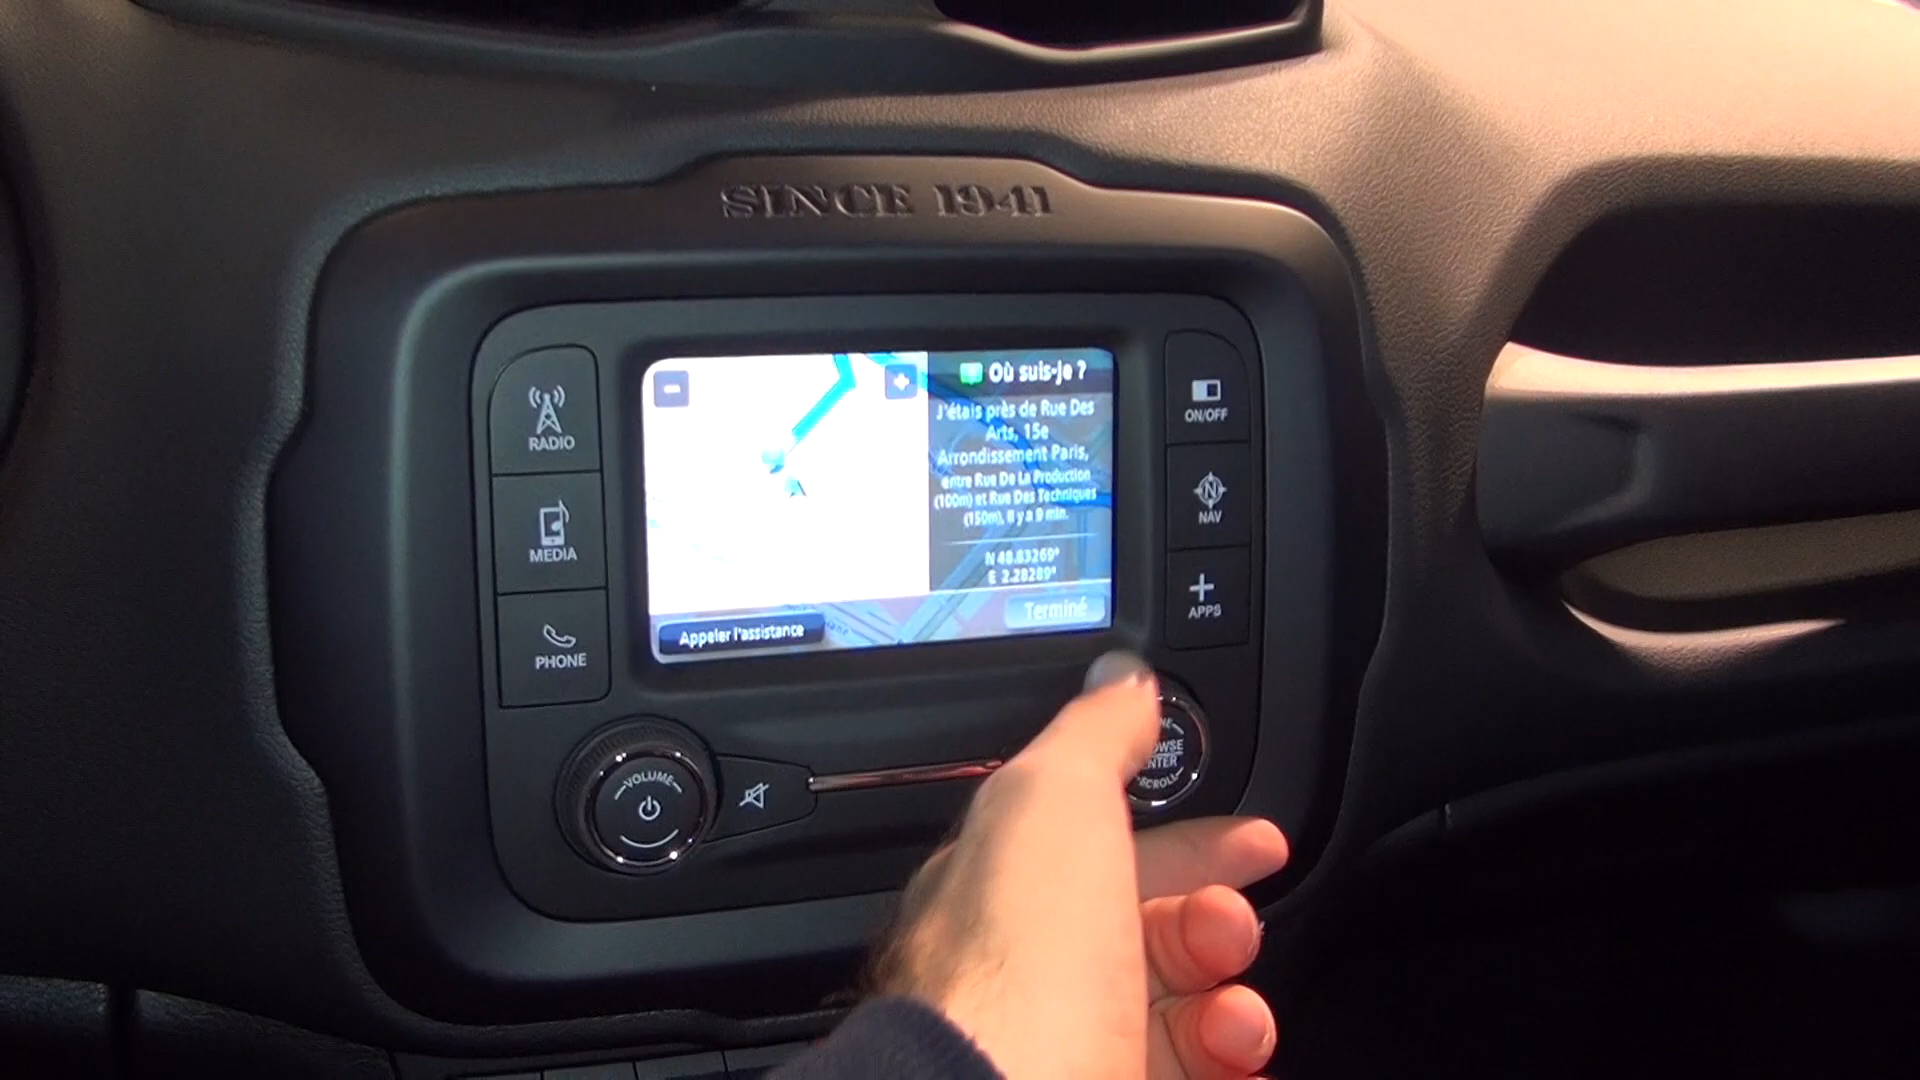 SINCE 1941
RADIO
MEDIA
PHONE
Où suis-je ?
J'étais près de Rue Des
Arts, 15e
Arrondissement Paris,
entre Rue De La Production
(100m) et Rue Des Techniques
(150m), il y a 9 min.
N 48.83269°
E 2.28289°
Terminé
Appeler l'assistance
ON/OFF
NAV
APPS
VOLUME
SCROLL